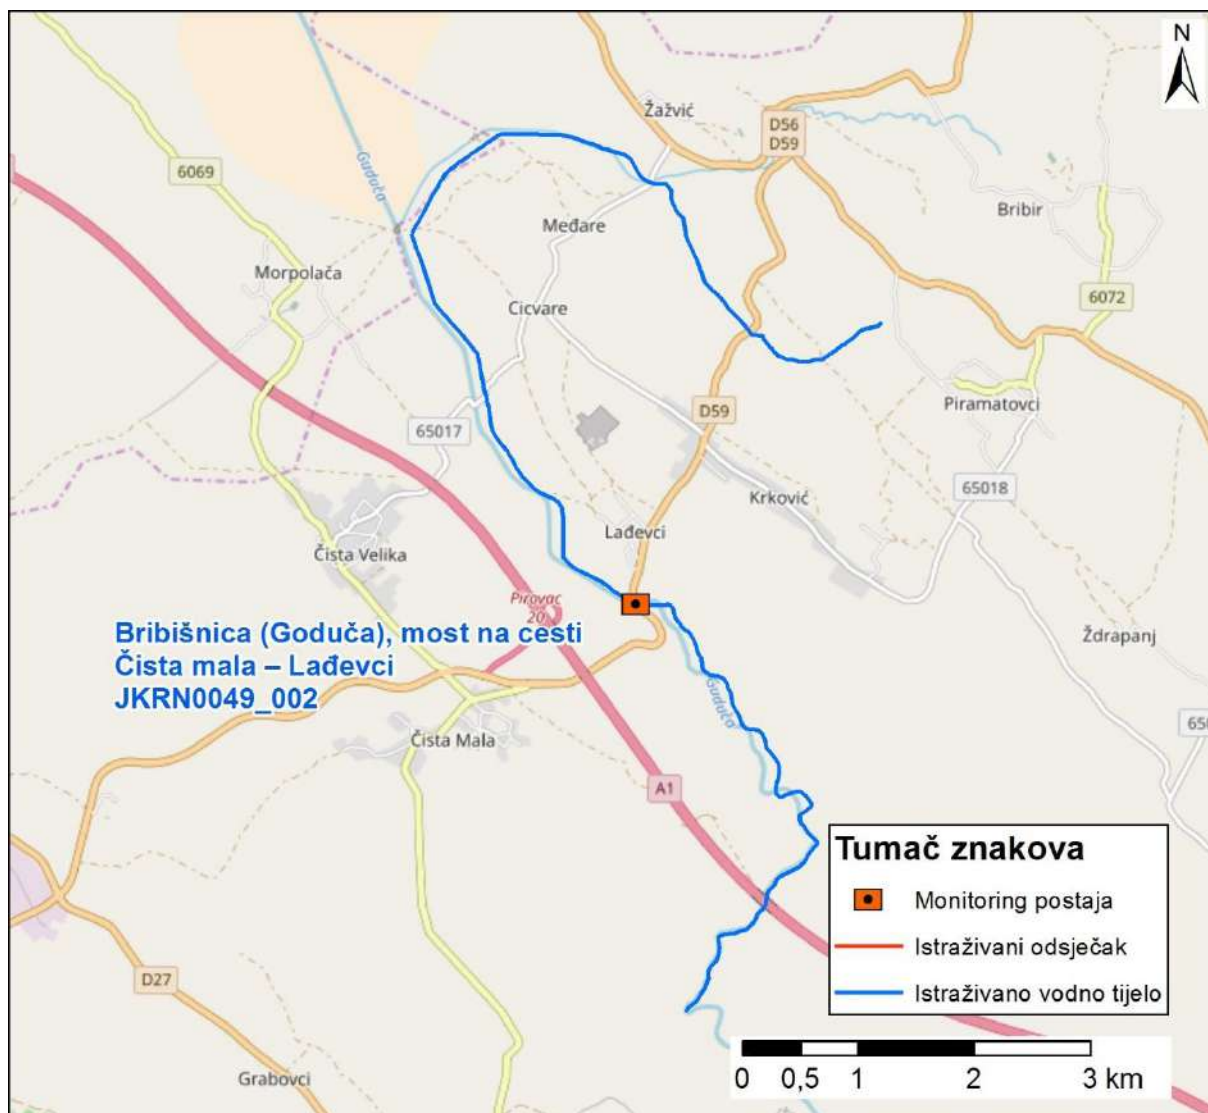 N
Žažvić
D56
D59
Guduča
6069
Bribir
Međare
Morpolača
6072
Cicvare
Piramatovci
D59
65017
65018
Krković
Lađevci
Čista Velika
Pirovac
20
Bribišnica (Goduča), most na cesti
Čista mala – Lađevci
JKRN0049_002
Ždrapanj
Guduča
Čista Mala
A1
Tumač znakova
Monitoring postaja
Istraživani odsječak
Istraživano vodno tijelo
D27
Grabovci
0 0,5 1 2 3 km